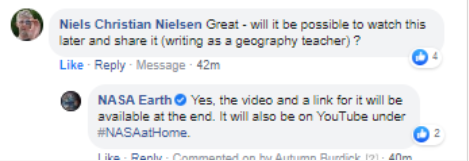 Niels Christian Nielsen Great - will it be possible to watch this
later and share it (writing as a geography teacher) ?
4
Like · Reply · Message · 42m
NASA Earth Yes, the video and a link for it will be
available at the end. It will also be on YouTube under
#NASAatHome.
2
Like · Reply · Commented on by Autumn Burdick [?] · 40m